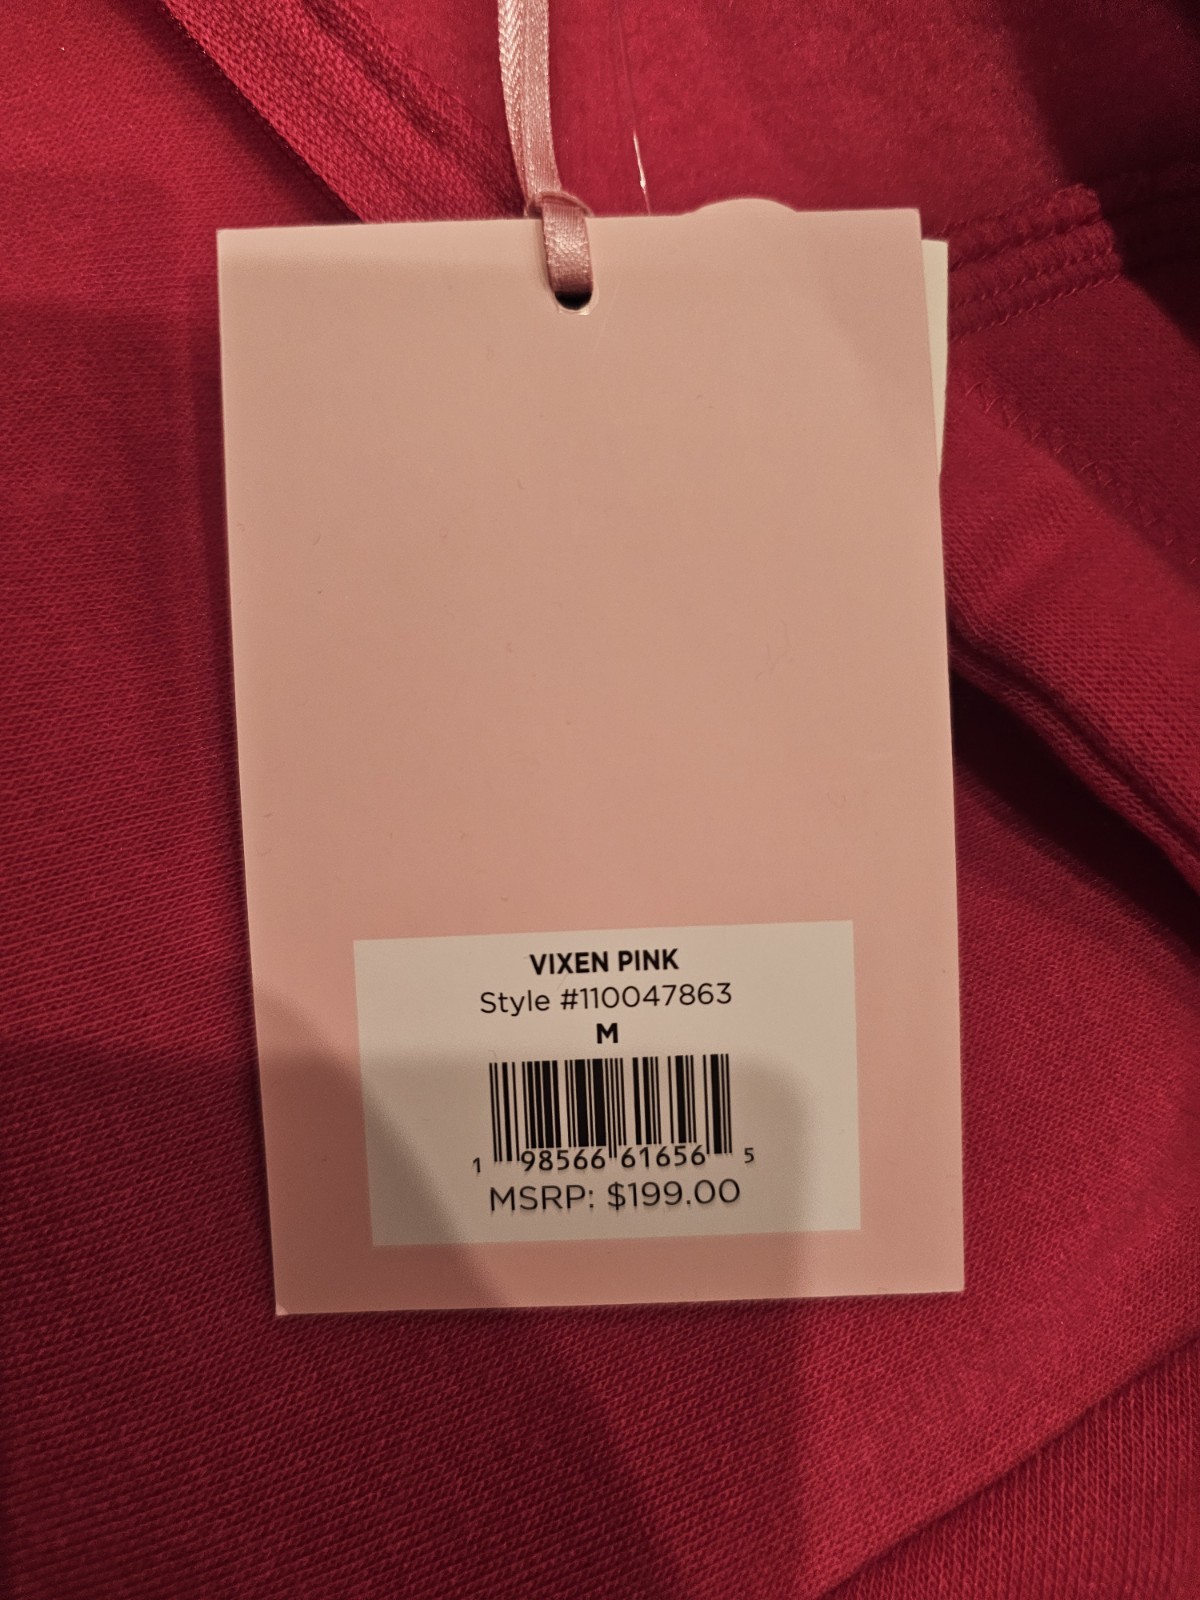 VIXEN PINK
Style #110047863
M
1 98566 61656 5
MSRP: $199.00